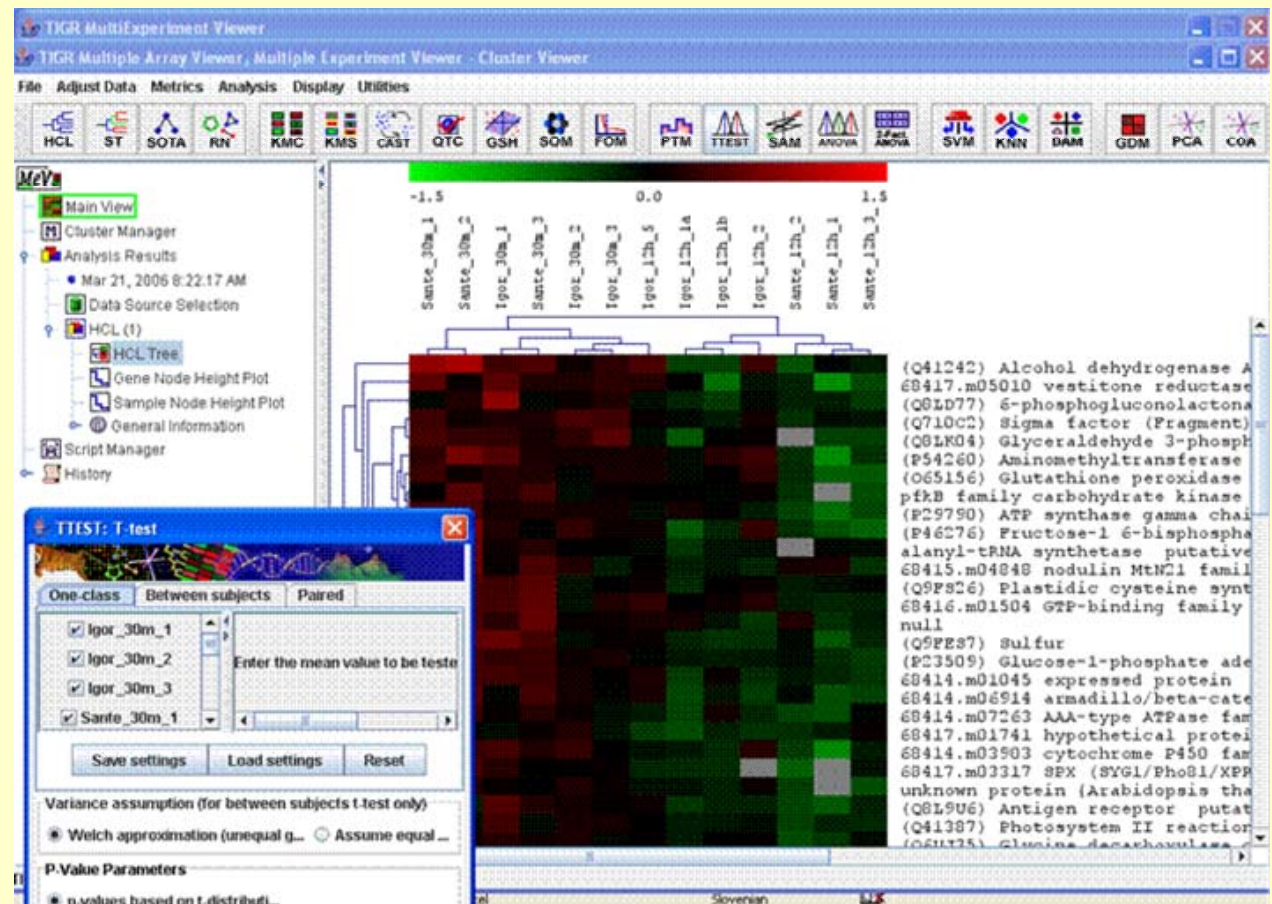 TIGR MultiExperiment Viewer
TIGR Multiple Array Viewer, Multiple Experiment Viewer - Cluster Viewer
File Adjust Data Metrics Analysis Display Utilities
HCL ST SOTA RN KMC KMS CAST QTC GSH SOM FOM PTM TTEST SAM ANOVA 2-Fact. ANOVA SVM KNN DAM GDM PCA COA
MeV
Main View
Cluster Manager
Analysis Results
Mar 21, 2006 8:22:17 AM
Data Source Selection
HCL (1)
HCL Tree
Gene Node Height Plot
Sample Node Height Plot
General Information
Script Manager
History
-1.5 0.0 1.5
Sante_30m_1
Sante_30m_2
Igor_30m_1
Sante_30m_3
Igor_30m_2
Igor_30m_3
Igor_12h_5
Igor_12h_1a
Igor_12h_1b
Igor_12h_2
Sante_12h_2
Sante_12h_1
Sante_12h_3_
(Q41242) Alcohol dehydrogenase A
68417.m05010 vestitone reductase
(Q8LD77) 6-phosphogluconolactona
(Q710C2) Sigma factor (Fragment)
(Q8LK04) Glyceraldehyde 3-phosph
(P54260) Aminomethyltransferase
(O65156) Glutathione peroxidase
pfkB family carbohydrate kinase
(P29790) ATP synthase gamma chai
(P46276) Fructose-1 6-bisphospha
alanyl-tRNA synthetase putative
68415.m04848 nodulin MtN21 famil
(Q9FS26) Plastidic cysteine synt
68416.m01504 GTP-binding family
null
(Q9FES7) Sulfur
(P23509) Glucose-1-phosphate ade
68414.m01045 expressed protein
68414.m06914 armadillo/beta-cate
68414.m07263 AAA-type ATPase fam
68417.m01741 hypothetical protei
68414.m03903 cytochrome P450 fam
68417.m03317 SPX (SYG1/Pho81/XPR
unknown protein (Arabidopsis tha
(Q8L9U6) Antigen receptor putat
(Q41387) Photosystem II reaction
Glycine decarboxylase
TTEST: T-test
One-class Between subjects Paired
Igor_30m_1
Igor_30m_2
Igor_30m_3
Sante_30m_1
Enter the mean value to be teste
Save settings Load settings Reset
Variance assumption (for between subjects t-test only)
Welch approximation (unequal g... Assume equal ...
P-Value Parameters
p-values based on t-distributi...
Slovenian